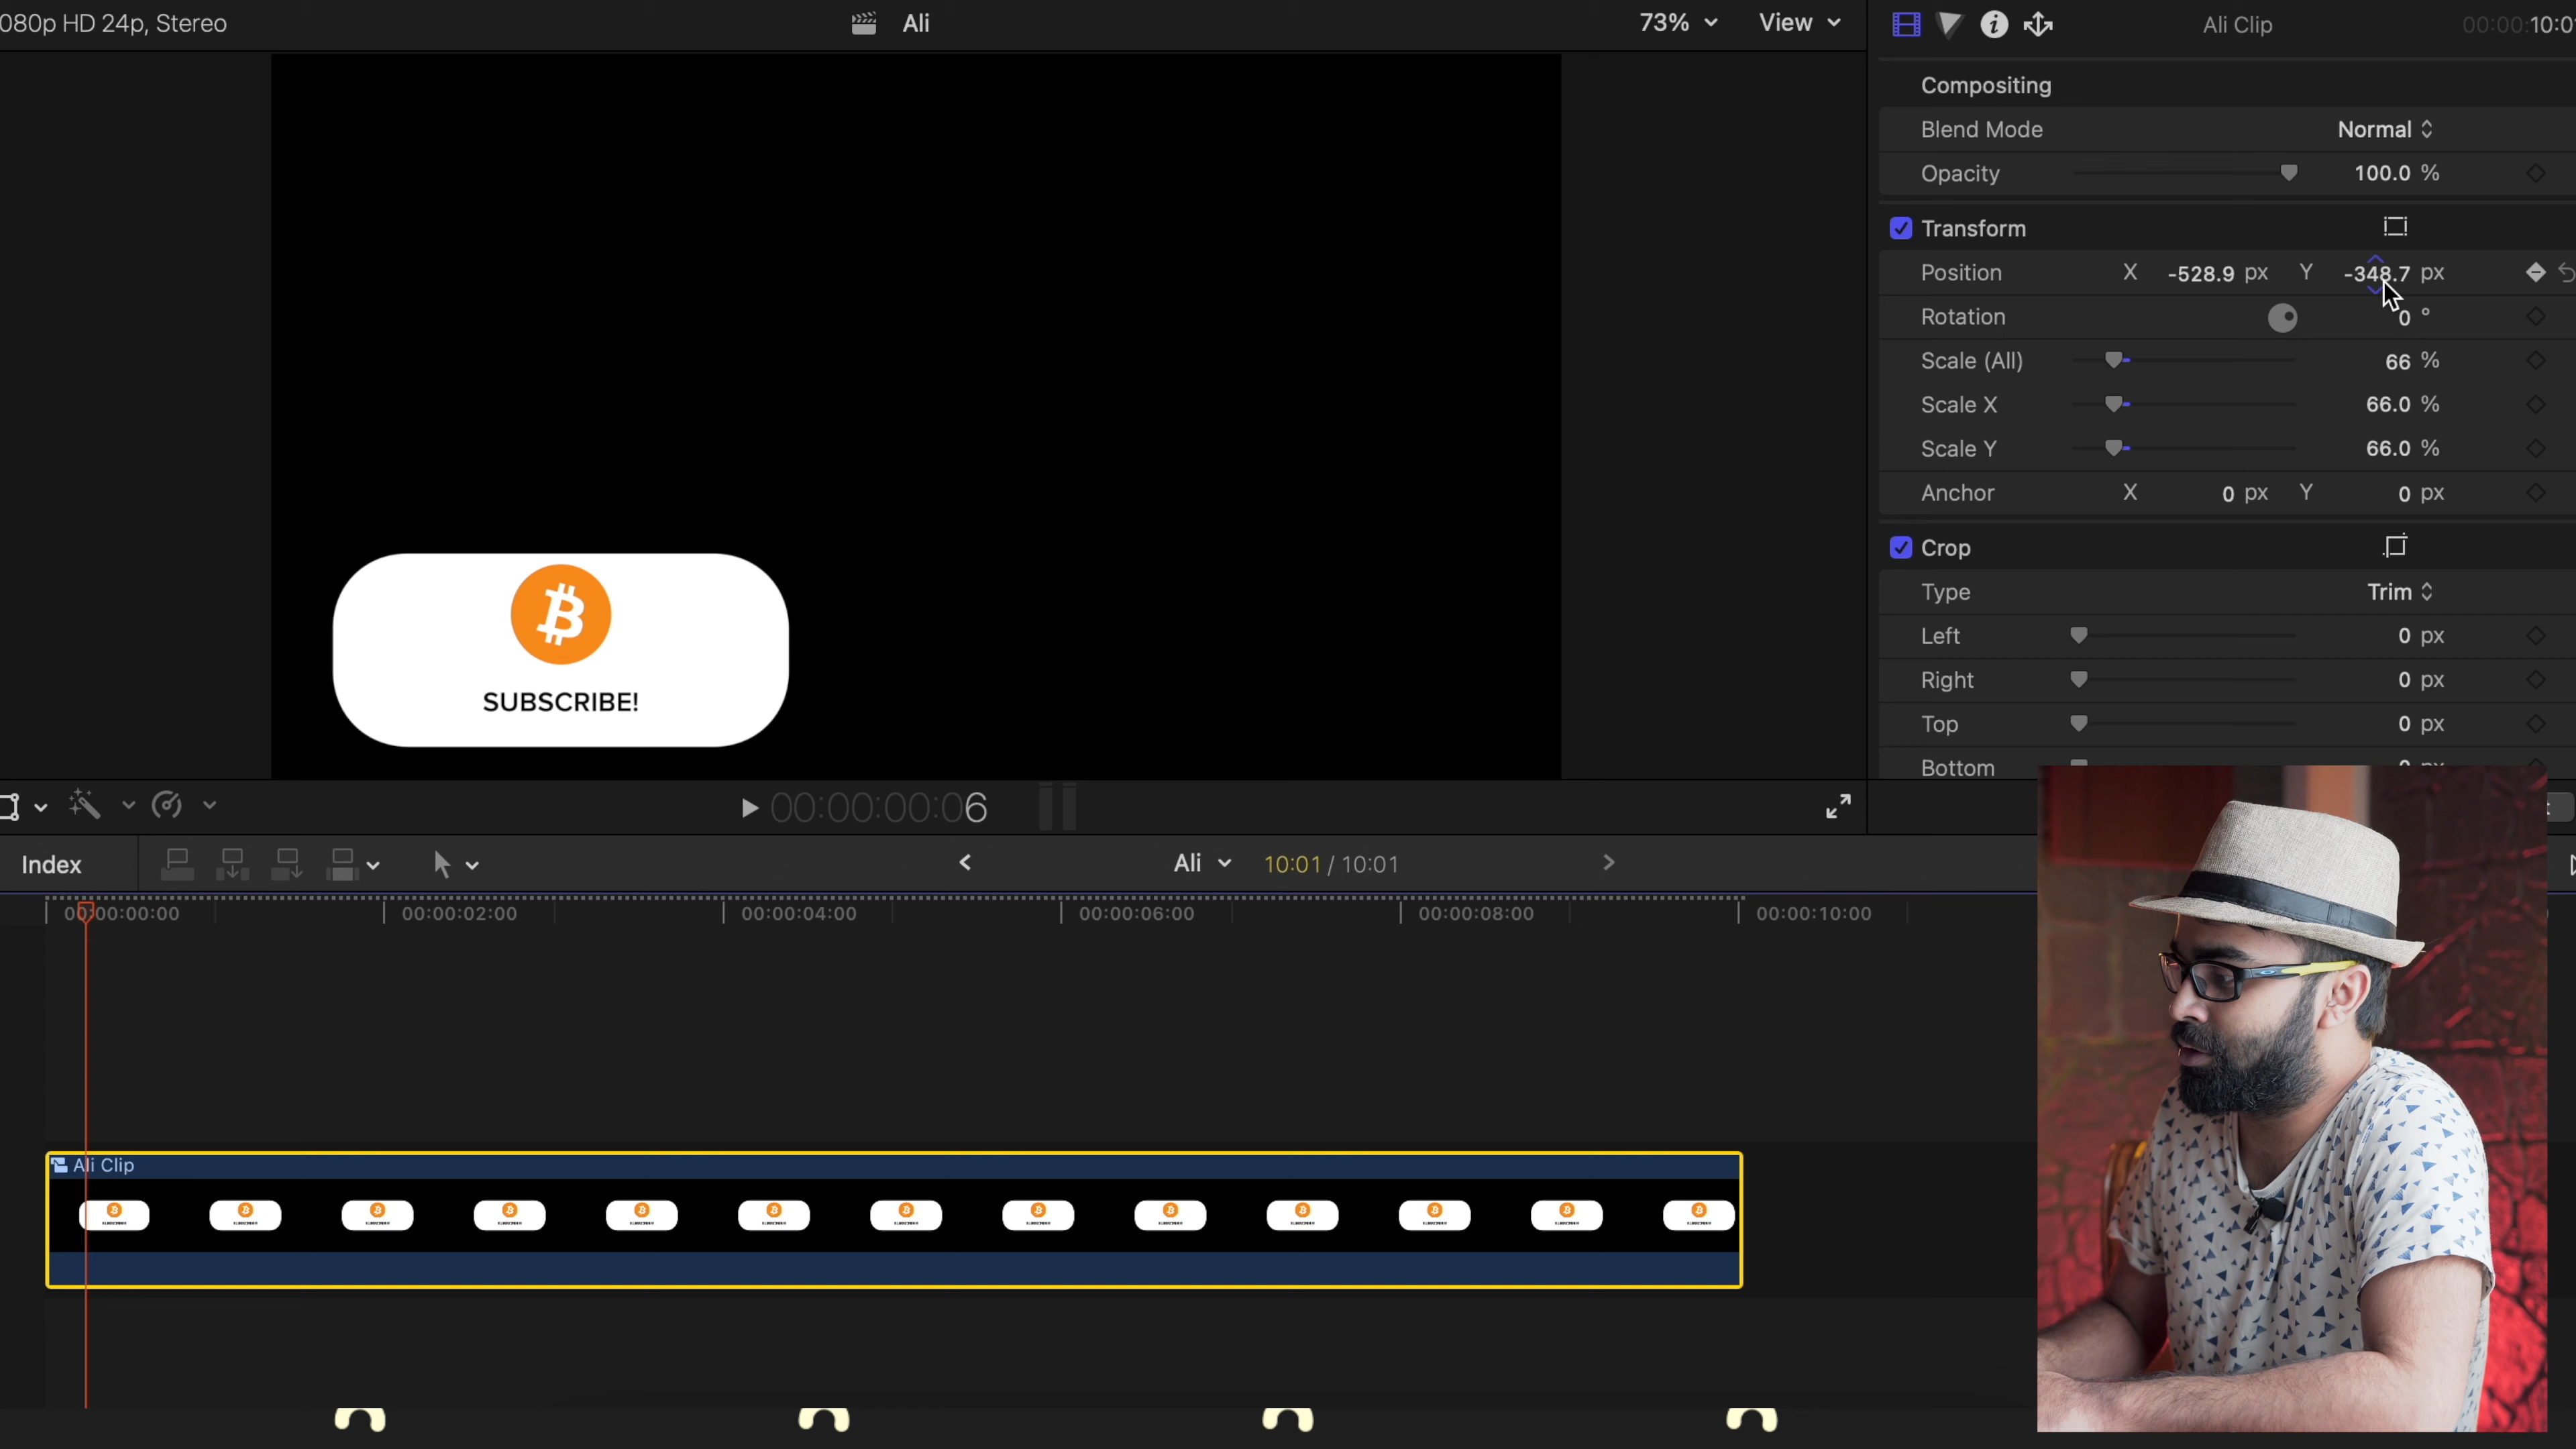 080p HD 24p, Stereo
Ali
73%
View
Ali Clip
00:00:10:0
Compositing
Blend Mode Normal
Opacity 100.0 %
Transform
Position X -528.9 px Y -348.7 px
Rotation 0 °
Scale (All) 66 %
Scale X 66.0 %
Scale Y 66.0 %
Anchor X 0 px Y 0 px
Crop
Type Trim
Left 0 px
Right 0 px
Top 0 px
Bottom
SUBSCRIBE!
00:00:00:06
Index
Ali 10:01 / 10:01
00:00:00:00 00:00:02:00 00:00:04:00 00:00:06:00 00:00:08:00 00:00:10:00
Ali Clip